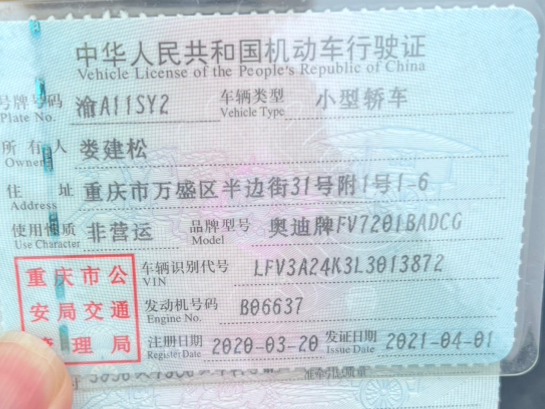 中华人民共和国机动车行驶证
Vehicle License of the People's Republic of China
号牌号码 渝A11SY2 车辆类型 小型轿车
Plate No. Vehicle Type
所有人 娄建松
Owner
住址 重庆市万盛区半边街31号附1号1-6
Address
使用性质 非营运 品牌型号 奥迪牌FV7201BADCG
Use Character Model
重庆市公 车辆识别代号 LFV3A24K3L3013872
VIN
安局交通 发动机号码 B06637
Engine No.
管理局 注册日期 2020-03-20 发证日期 2021-04-01
Register Date Issue Date